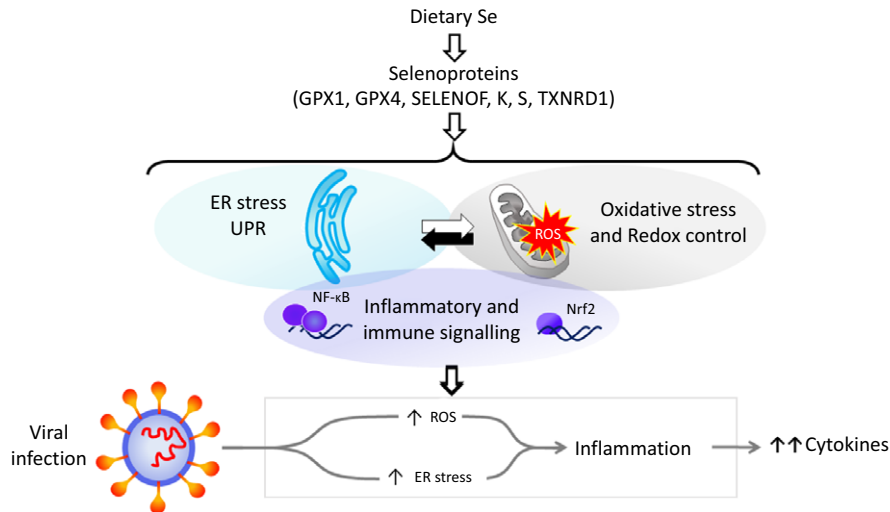 Dietary Se
Selenoproteins
(GPX1, GPX4, SELENOF, K, S, TXNRD1)
ER stress
UPR
ROS
Oxidative stress
and Redox control
NF-κB
Inflammatory and
immune signalling
Nrf2
Viral
infection
↑ ROS
↑ ER stress
Inflammation
↑↑ Cytokines